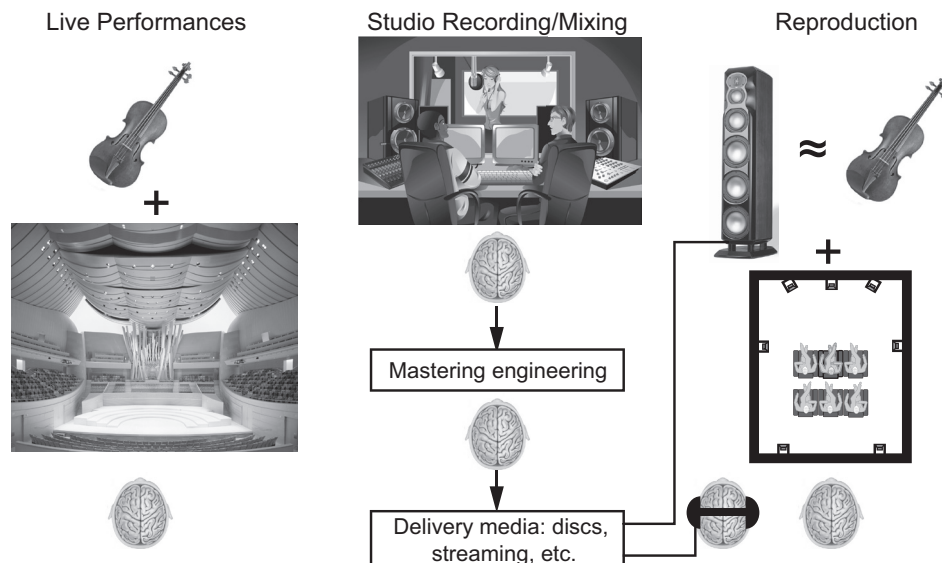 Live Performances
Studio Recording/Mixing
Reproduction
+
≈
+
Mastering engineering
Delivery media: discs,
streaming, etc.